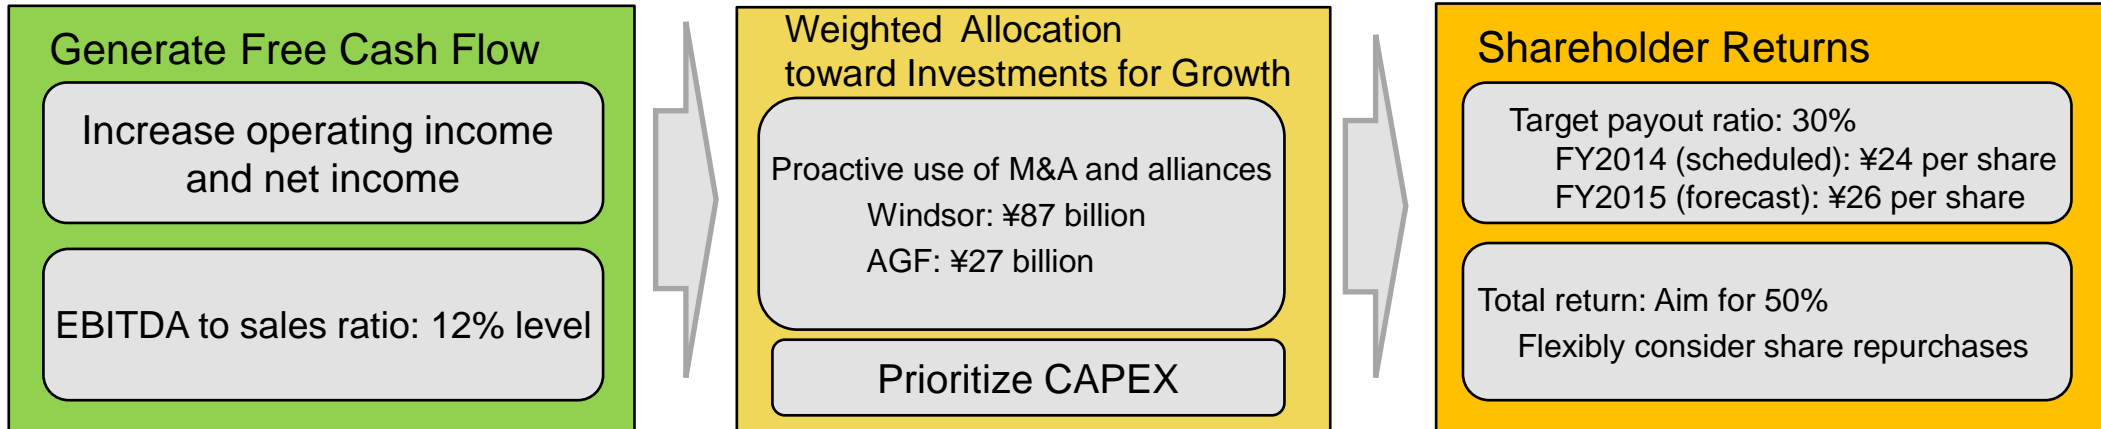 Generate Free Cash Flow
Increase operating income
and net income
EBITDA to sales ratio: 12% level
Weighted Allocation
toward Investments for Growth
Proactive use of M&A and alliances
Windsor: ¥87 billion
AGF: ¥27 billion
Prioritize CAPEX
Shareholder Returns
Target payout ratio: 30%
FY2014 (scheduled): ¥24 per share
FY2015 (forecast): ¥26 per share
Total return: Aim for 50%
Flexibly consider share repurchases